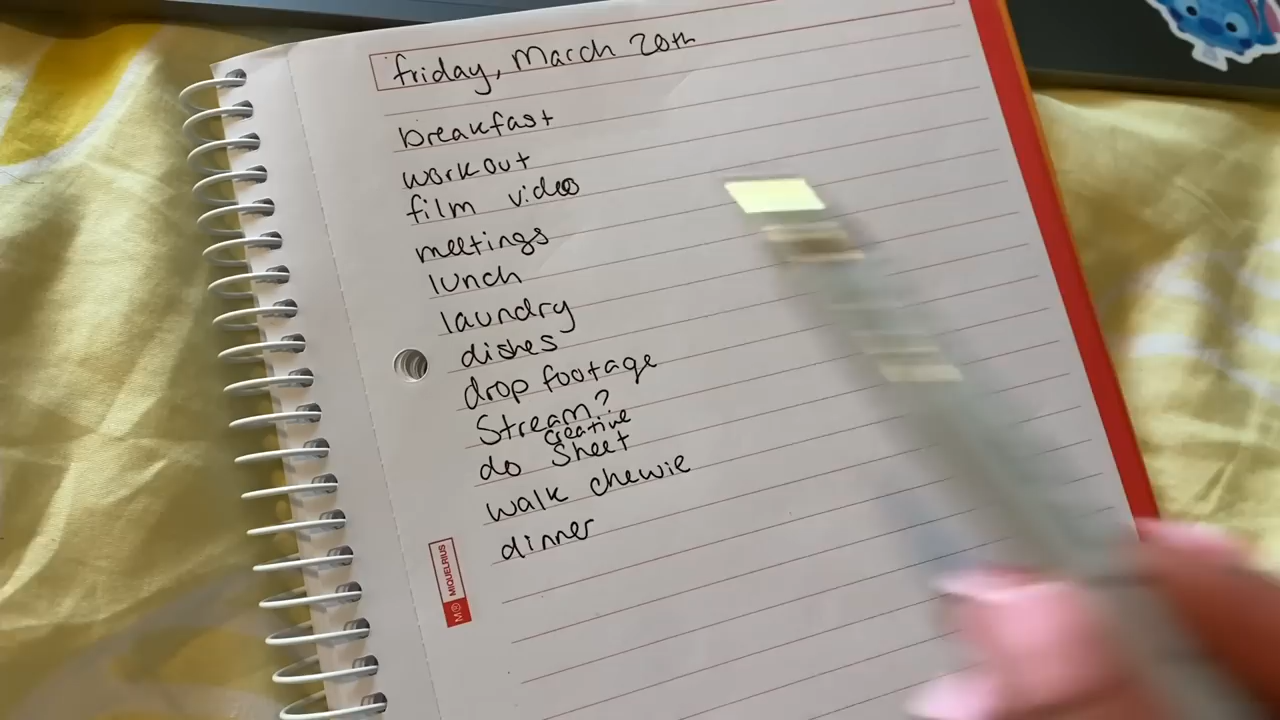 friday, March 20th
breakfast
workout
film video
meetings
lunch
laundry
dishes
drop footage
Stream?
creative
do Sheet
walk chewie
dinner
MIQUELRIUS